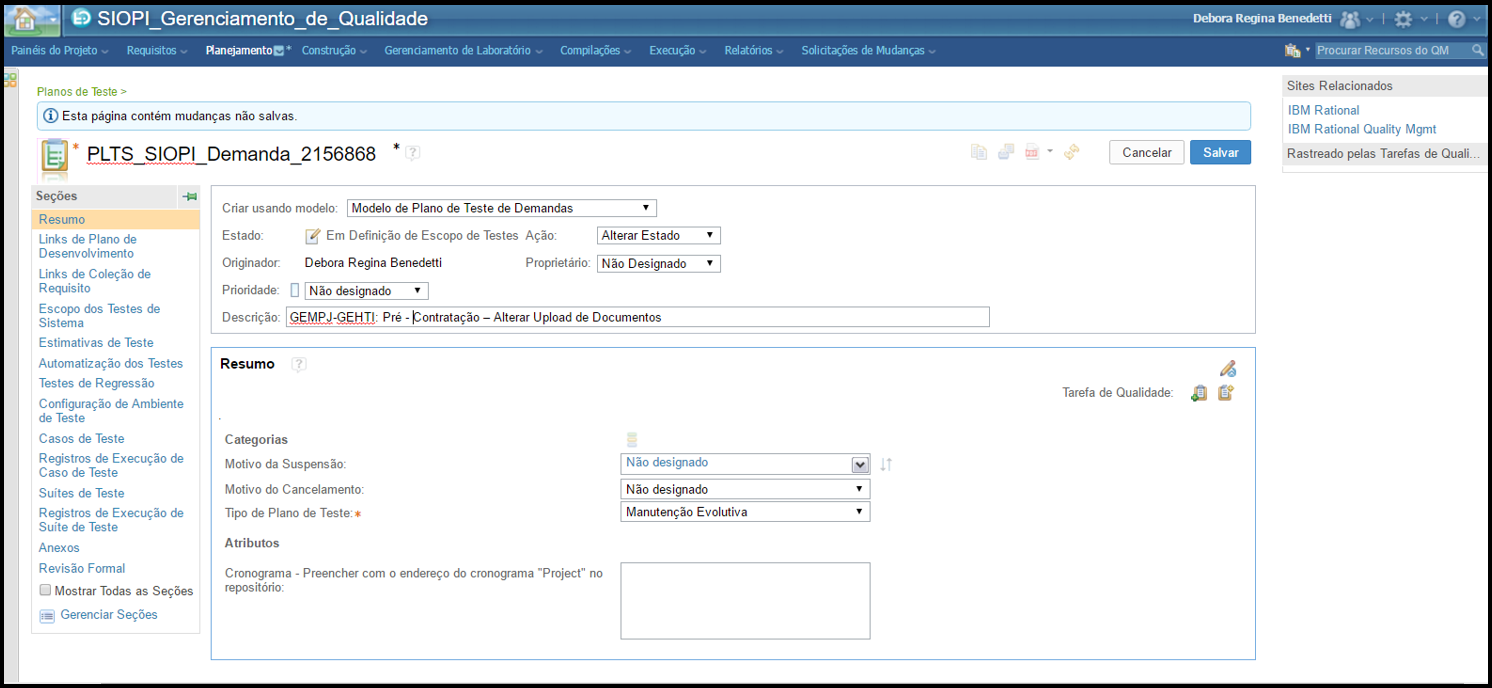 SIOPI_Gerenciamento_de_Qualidade
Debora Regina Benedetti
Painéis do Projeto Requisitos Planejamento * Construção Gerenciamento de Laboratório Compilações Execução Relatórios Solicitações de Mudanças
Procurar Recursos do QM
Planos de Teste >
Esta página contém mudanças não salvas.
* PLTS_SIOPI_Demanda_2156868 * ?
Cancelar Salvar
Sites Relacionados
IBM Rational
IBM Rational Quality Mgmt
Rastreado pelas Tarefas de Quali...
Seções
Resumo
Links de Plano de
Desenvolvimento
Links de Coleção de
Requisito
Escopo dos Testes de
Sistema
Estimativas de Teste
Automatização dos Testes
Testes de Regressão
Configuração de Ambiente
de Teste
Casos de Teste
Registros de Execução de
Caso de Teste
Suítes de Teste
Registros de Execução de
Suíte de Teste
Anexos
Revisão Formal
Mostrar Todas as Seções
Gerenciar Seções
Criar usando modelo: Modelo de Plano de Teste de Demandas
Estado: Em Definição de Escopo de Testes Ação: Alterar Estado
Originador: Debora Regina Benedetti Proprietário: Não Designado
Prioridade: Não designado
Descrição: GEMPJ-GEHTI: Pré - Contratação – Alterar Upload de Documentos
Resumo ?
Tarefa de Qualidade:
.
Categorias
Motivo da Suspensão: Não designado
Motivo do Cancelamento: Não designado
Tipo de Plano de Teste:* Manutenção Evolutiva
Atributos
Cronograma - Preencher com o endereço do cronograma "Project" no
repositório: